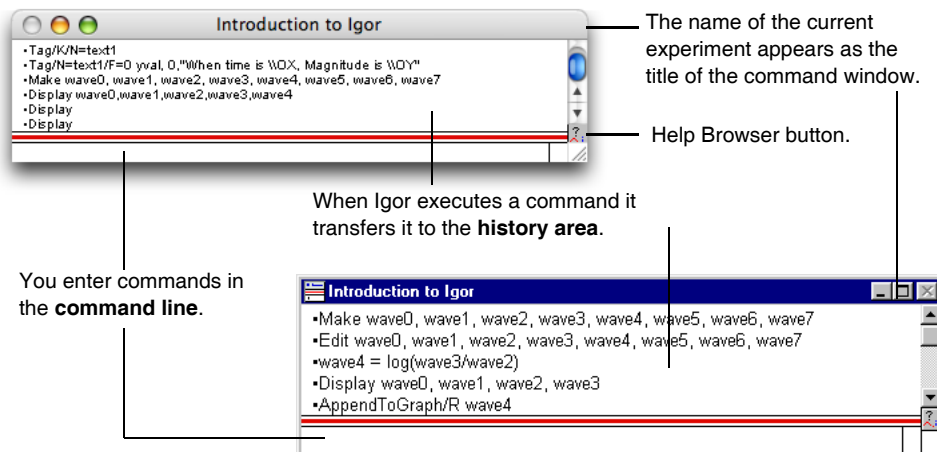 Introduction to Igor
•Tag/K/N=text1
•Tag/N=text1/F=0 yval, 0,"When time is \\OX, Magnitude is \\OY"
•Make wave0, wave1, wave2, wave3, wave4, wave5, wave6, wave7
•Display wave0,wave1,wave2,wave3,wave4
•Display
•Display
The name of the current
experiment appears as the
title of the command window.
?
Help Browser button.
When Igor executes a command it
transfers it to the history area.
You enter commands in
the command line.
Introduction to Igor
•Make wave0, wave1, wave2, wave3, wave4, wave5, wave6, wave7
•Edit wave0, wave1, wave2, wave3, wave4, wave5, wave6, wave7
•wave4 = log(wave3/wave2)
•Display wave0, wave1, wave2, wave3
•AppendToGraph/R wave4
?